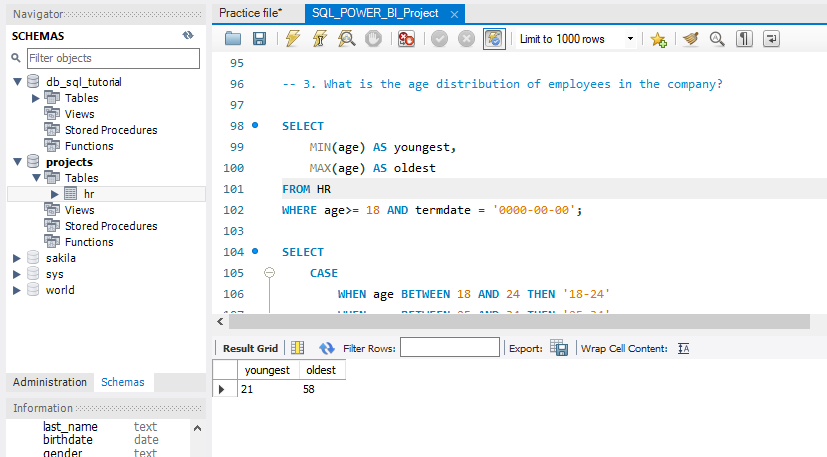 Navigator
SCHEMAS
Filter objects
db_sql_tutorial
Tables
Views
Stored Procedures
Functions
projects
Tables
hr
Views
Stored Procedures
Functions
sakila
sys
world
Administration Schemas
Information
last_name text
birthdate date
gender text
Practice file* SQL_POWER_BI_Project
Limit to 1000 rows
95
96 -- 3. What is the age distribution of employees in the company?
97
98 SELECT
99 MIN(age) AS youngest,
100 MAX(age) AS oldest
101 FROM HR
102 WHERE age>= 18 AND termdate = '0000-00-00';
103
104 SELECT
105 CASE
106 WHEN age BETWEEN 18 AND 24 THEN '18-24'
Result Grid Filter Rows: Export: Wrap Cell Content:
youngest oldest
21 58